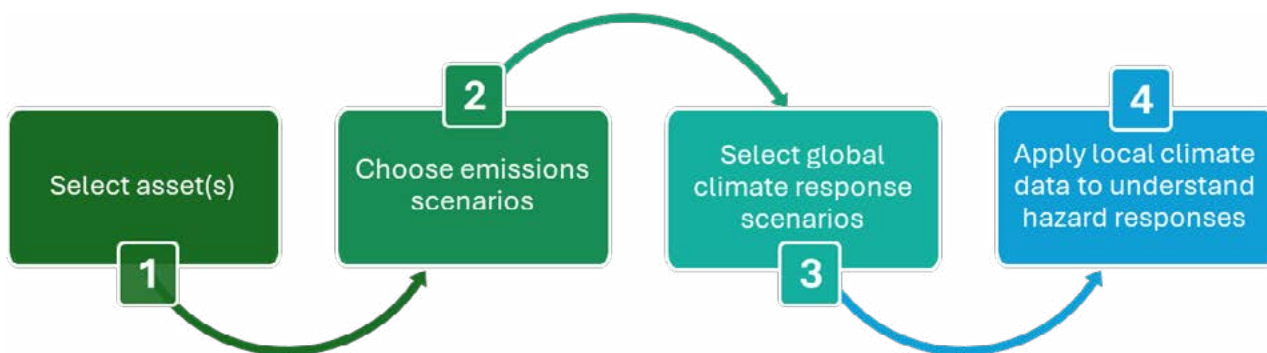 Select asset(s)
1
2
Choose emissions
scenarios
Select global
climate response
scenarios
3
4
Apply local climate
data to understand
hazard responses